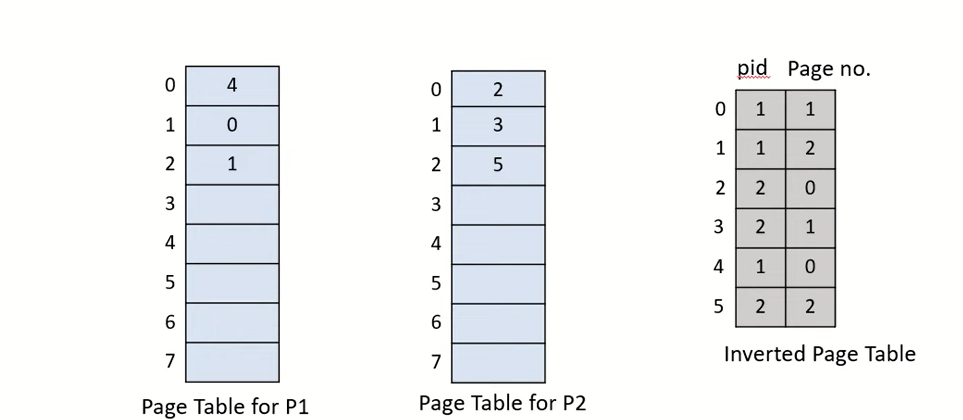 pid Page no.
0 4
1 0
2 1
3
4
5
6
7
Page Table for P1
0 2
1 3
2 5
3
4
5
6
7
Page Table for P2
0 1 1
1 1 2
2 2 0
3 2 1
4 1 0
5 2 2
Inverted Page Table